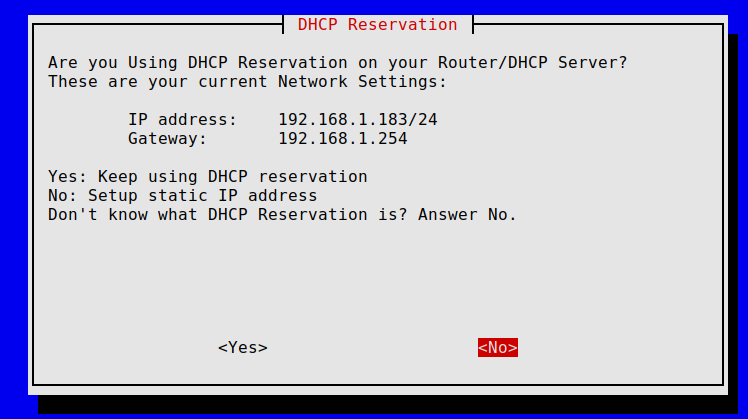 DHCP Reservation
Are you Using DHCP Reservation on your Router/DHCP Server?
These are your current Network Settings:
IP address:    192.168.1.183/24
Gateway:       192.168.1.254
Yes: Keep using DHCP reservation
No: Setup static IP address
Don't know what DHCP Reservation is? Answer No.
<Yes>    <No>